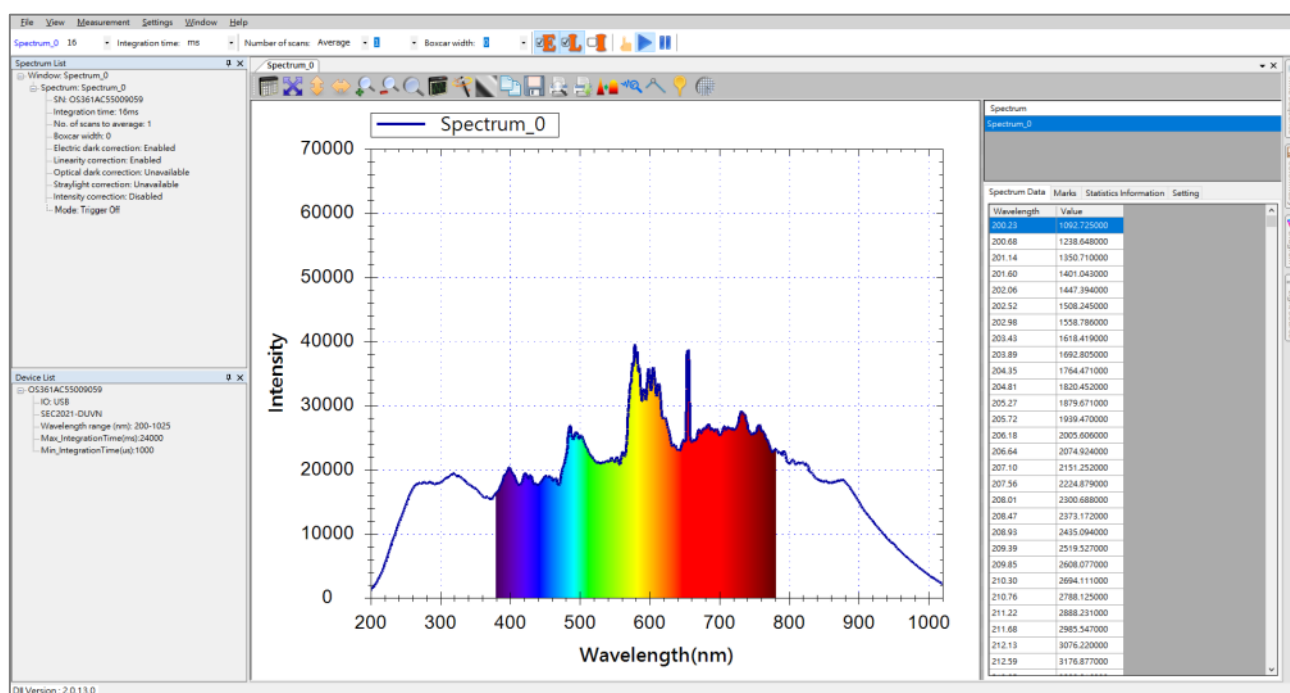 File View Measurement Settings Window Help
Spectrum_0 16 Integration time: ms Number of scans: Average 1 Boxcar width: 0 E L
Spectrum List
Window: Spectrum_0
Spectrum: Spectrum_0
SN: OS361AC55009059
Integration time: 16ms
No. of scans to average: 1
Boxcar width: 0
Electric dark correction: Enabled
Linearity correction: Enabled
Optical dark correction: Unavailable
Straylight correction: Unavailable
Intensity correction: Disabled
Mode: Trigger Off
Device List
OS361AC55009059
IO: USB
SEC2021-DUVN
Wavelength range (nm): 200-1025
Max_IntegrationTime(ms):24000
Min_IntegrationTime(us):1000
Spectrum_0
Spectrum_0
70000
60000
50000
40000
30000
20000
10000
0
Intensity
200 300 400 500 600 700 800 900 1000
Wavelength(nm)
Spectrum
Spectrum_0
Spectrum Data Marks Statistics Information Setting
Wavelength Value
200.23 1092.725000
200.68 1238.648000
201.14 1350.710000
201.60 1401.043000
202.06 1447.394000
202.52 1508.245000
202.98 1558.786000
203.43 1618.419000
203.89 1692.805000
204.35 1764.471000
204.81 1820.452000
205.27 1879.671000
205.72 1939.470000
206.18 2005.606000
206.64 2074.924000
207.10 2151.252000
207.56 2224.879000
208.01 2300.688000
208.47 2373.172000
208.93 2435.094000
209.39 2519.527000
209.85 2608.077000
210.30 2694.111000
210.76 2788.125000
211.22 2888.231000
211.68 2985.547000
212.13 3076.220000
212.59 3176.877000
Dll Version : 2.0.13.0